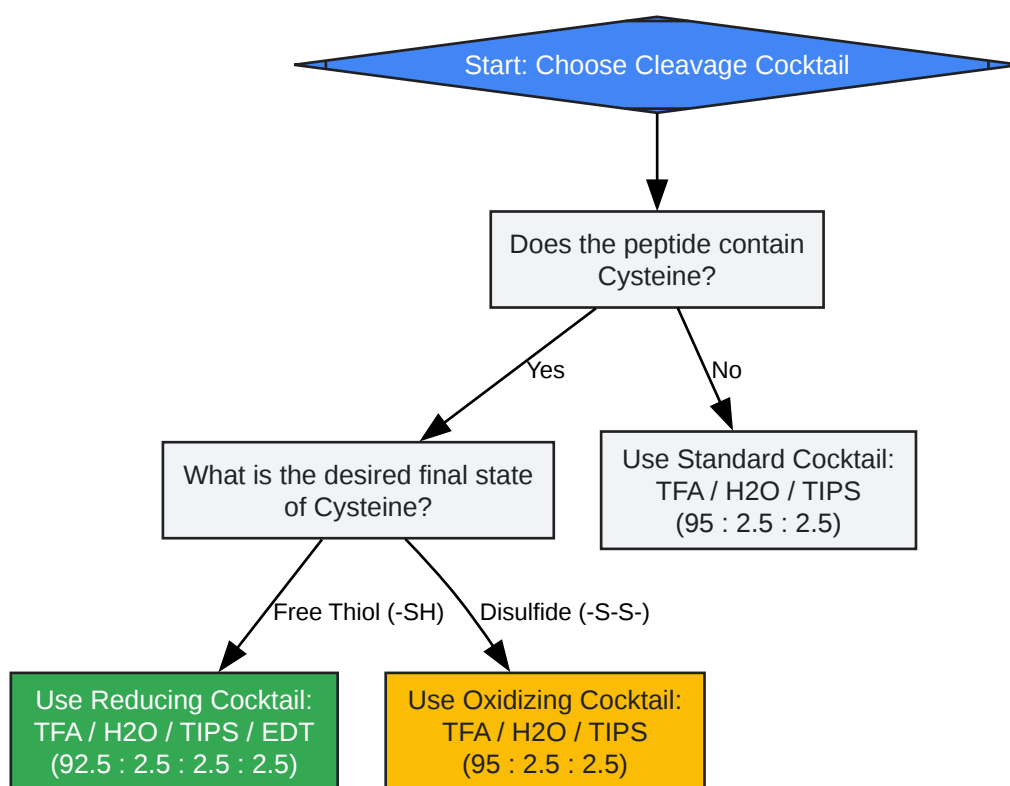 Start: Choose Cleavage Cocktail
Does the peptide contain
Cysteine?
Yes
No
What is the desired final state
of Cysteine?
Use Standard Cocktail:
TFA / H2O / TIPS
(95 : 2.5 : 2.5)
Free Thiol (-SH)
Disulfide (-S-S-)
Use Reducing Cocktail:
TFA / H2O / TIPS / EDT
(92.5 : 2.5 : 2.5 : 2.5)
Use Oxidizing Cocktail:
TFA / H2O / TIPS
(95 : 2.5 : 2.5)